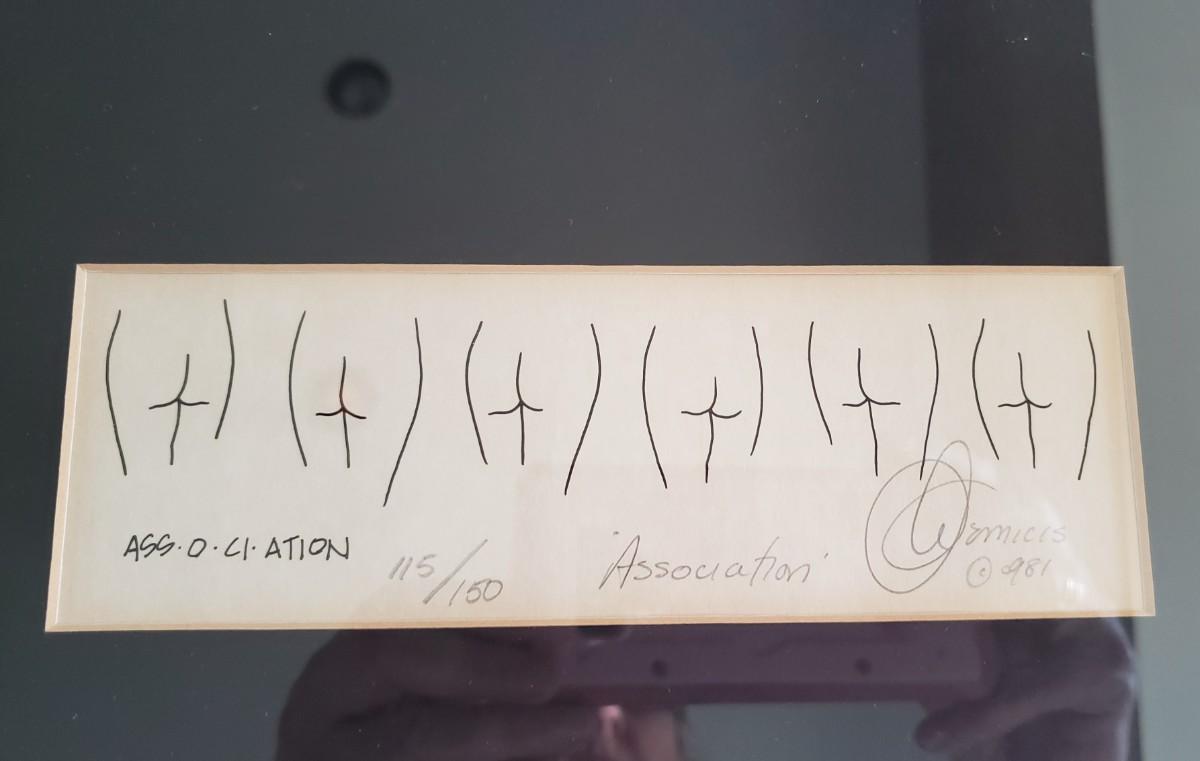 ASS·O·CI·ATION
115/150
"Association"
© 1981